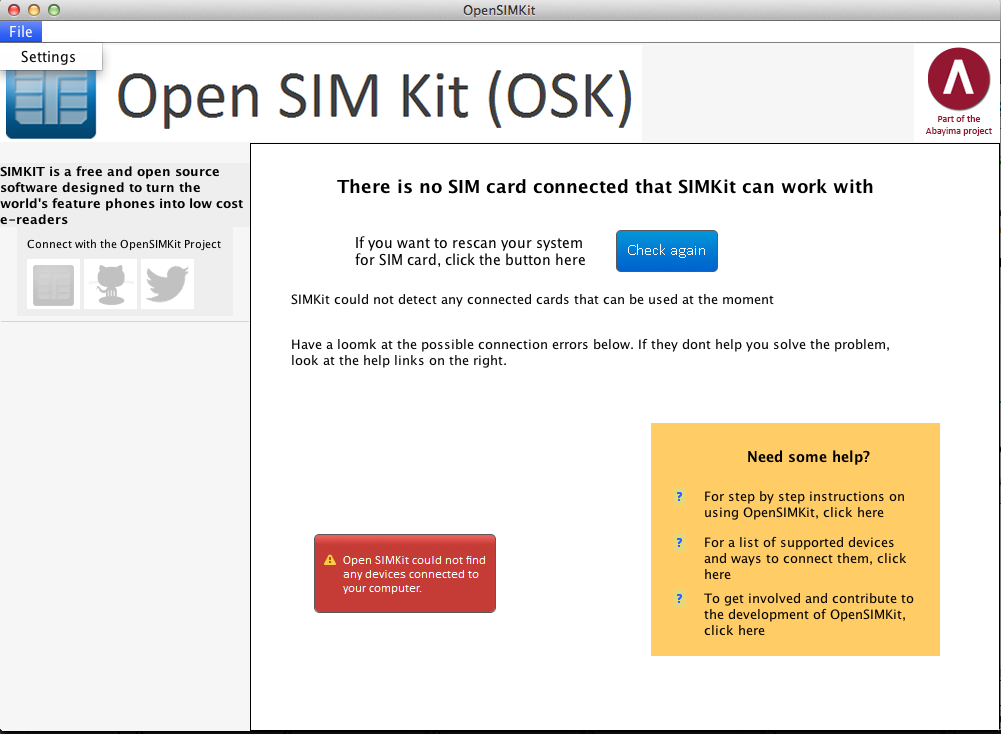 OpenSIMKit
File
Settings
Open SIM Kit (OSK)
Part of the
Abayima project
SIMKIT is a free and open source
software designed to turn the
world's feature phones into low cost
e-readers
Connect with the OpenSIMKit Project
There is no SIM card connected that SIMKit can work with
If you want to rescan your system
for SIM card, click the button here
Check again
SIMKit could not detect any connected cards that can be used at the moment
Have a loomk at the possible connection errors below. If they dont help you solve the problem,
look at the help links on the right.
Open SIMKit could not find
any devices connected to
your computer.
Need some help?
? For step by step instructions on
using OpenSIMKit, click here
? For a list of supported devices
and ways to connect them, click
here
? To get involved and contribute to
the development of OpenSIMKit,
click here